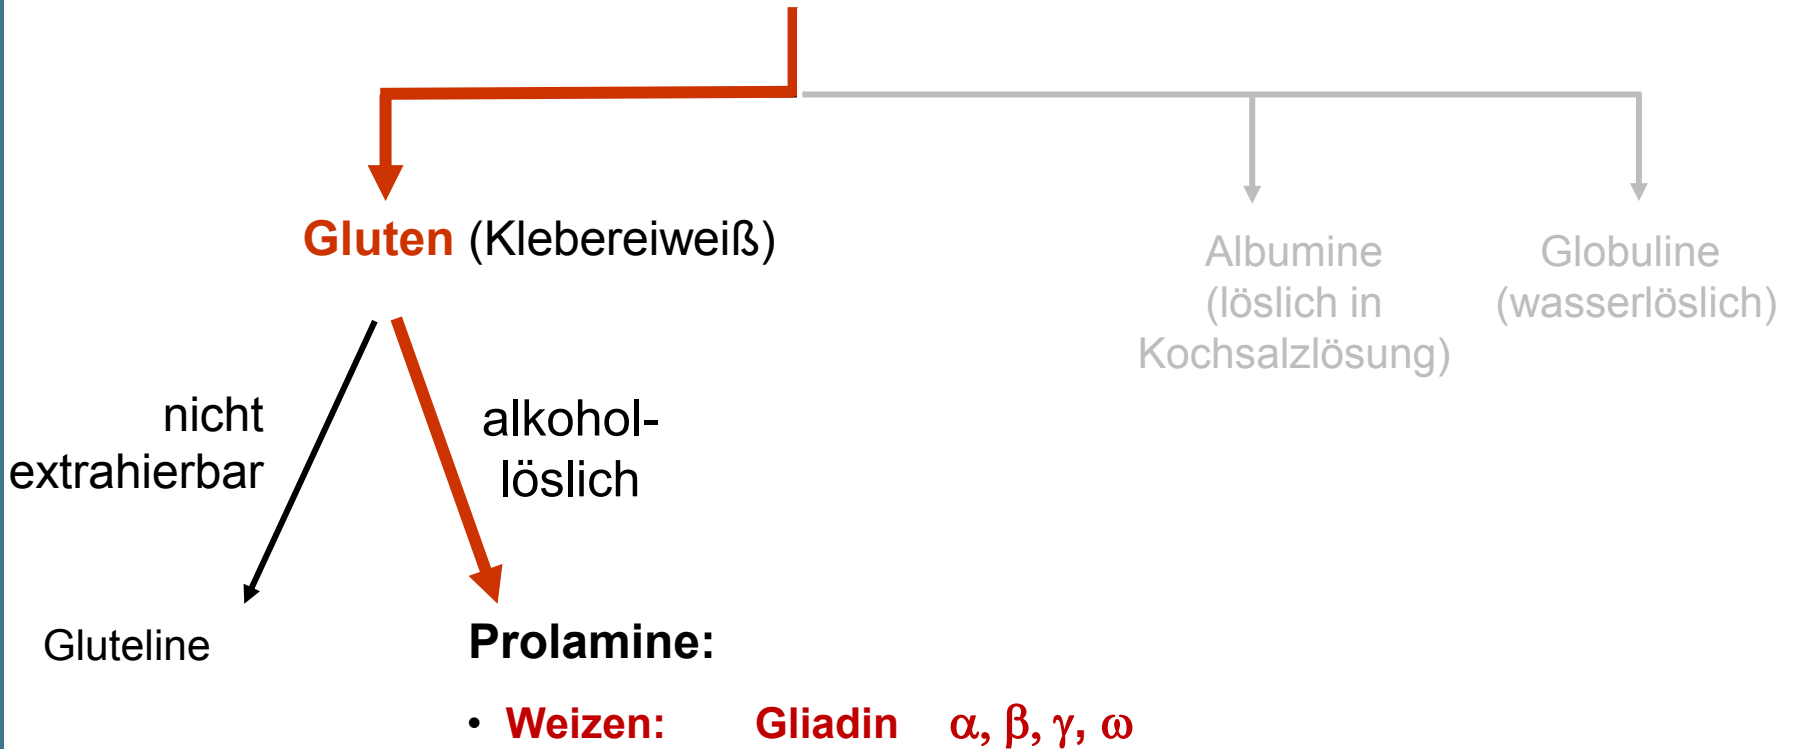 Gluten (Klebereiweiß)
Albumine
(löslich in
Kochsalzlösung)
Globuline
(wasserlöslich)
nicht
extrahierbar
alkohol-
löslich
Gluteline
Prolamine:
• Weizen: Gliadin α, β, γ, ω